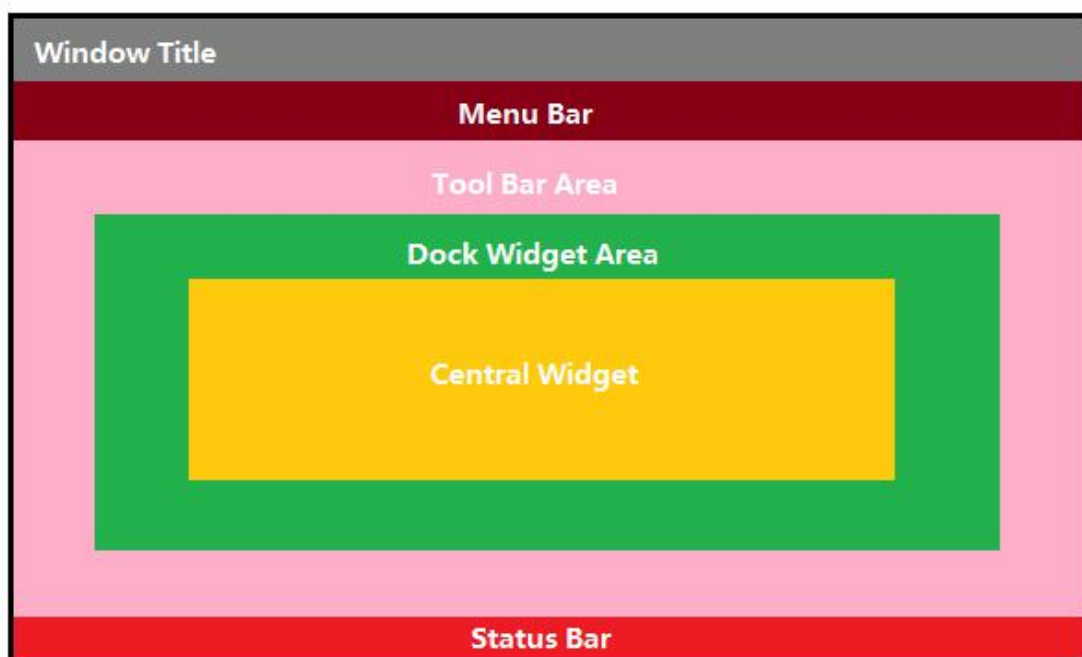 Window Title
Menu Bar
Tool Bar Area
Dock Widget Area
Central Widget
Status Bar